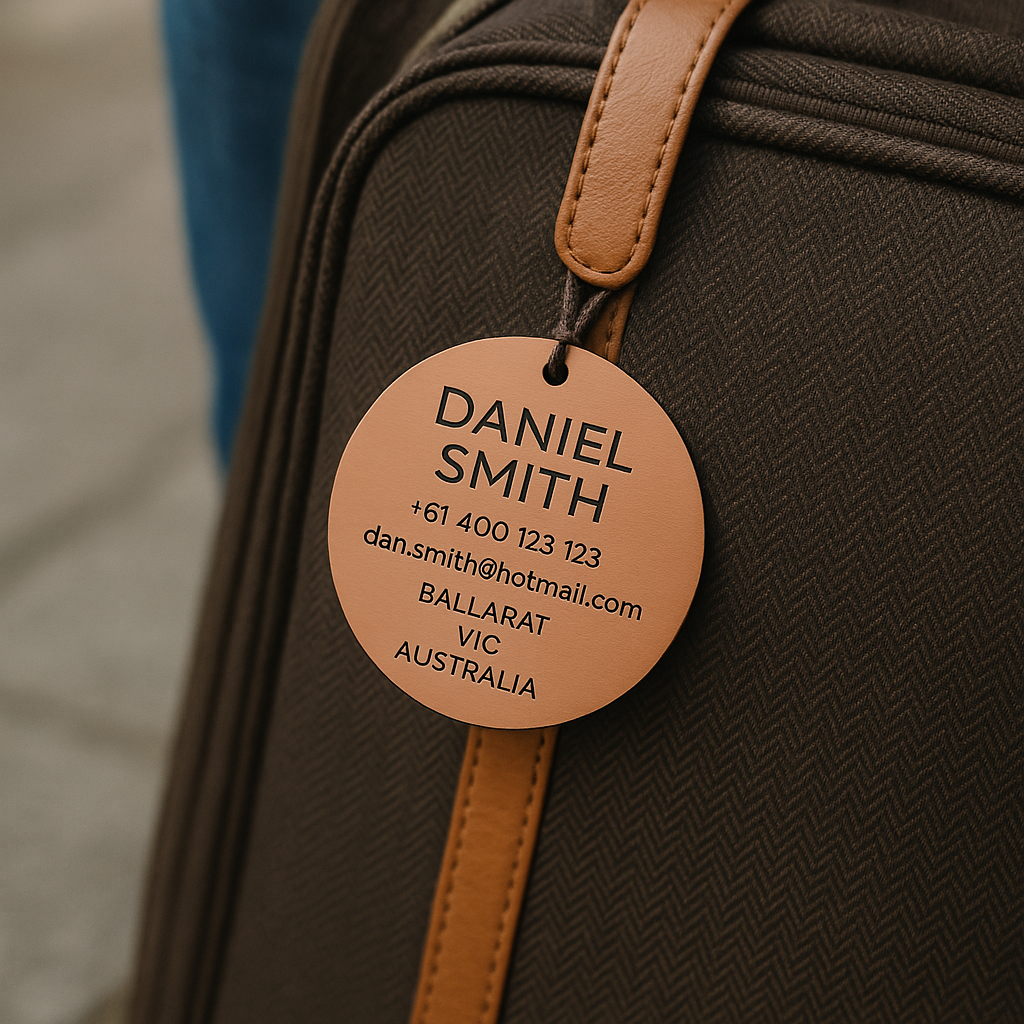 DANIEL
SMITH
+61 400 123 123
dan.smith@hotmail.com
BALLARAT
VIC
AUSTRALIA